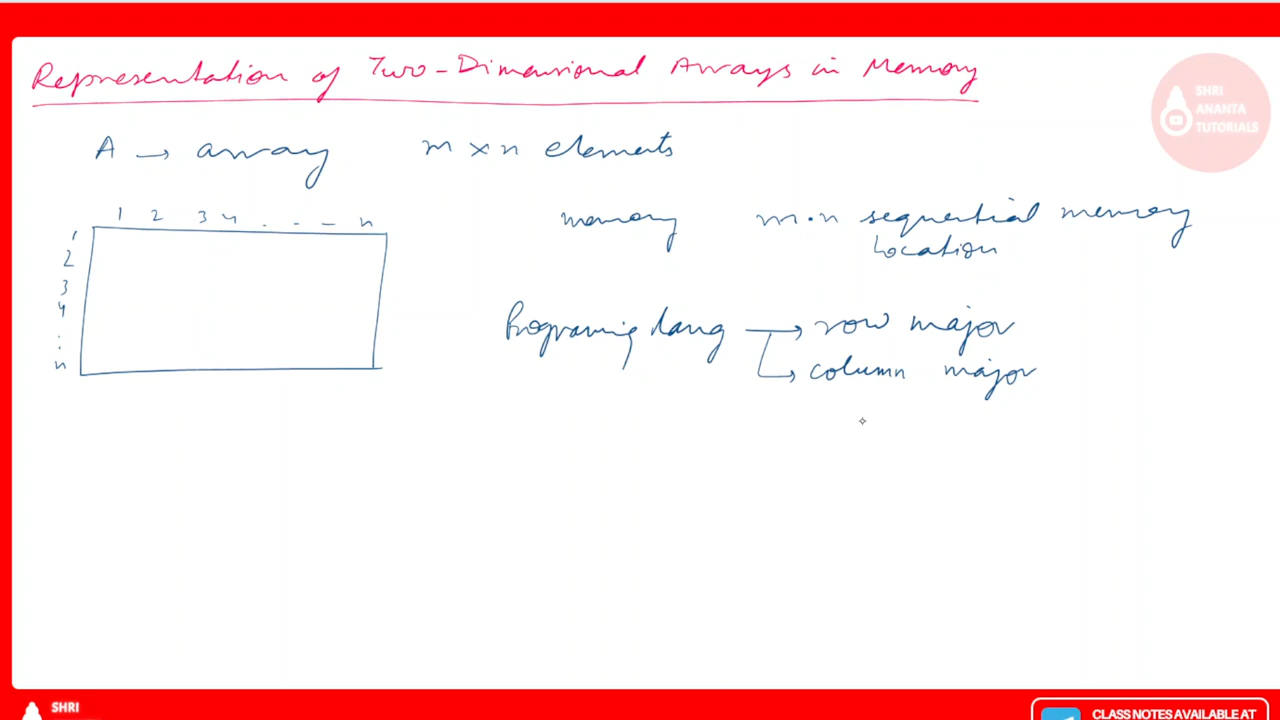 Representation of Two-Dimensional Arrays in Memory
SHRI
ANANTA
TUTORIALS
A → array m × n elements
1 2 3 4 . - – n
1
2
3
4
:
n
memory m·n sequential memory
Location
Programing lang → row major
→ column major
SHRI
CLASS NOTES AVAILABLE AT